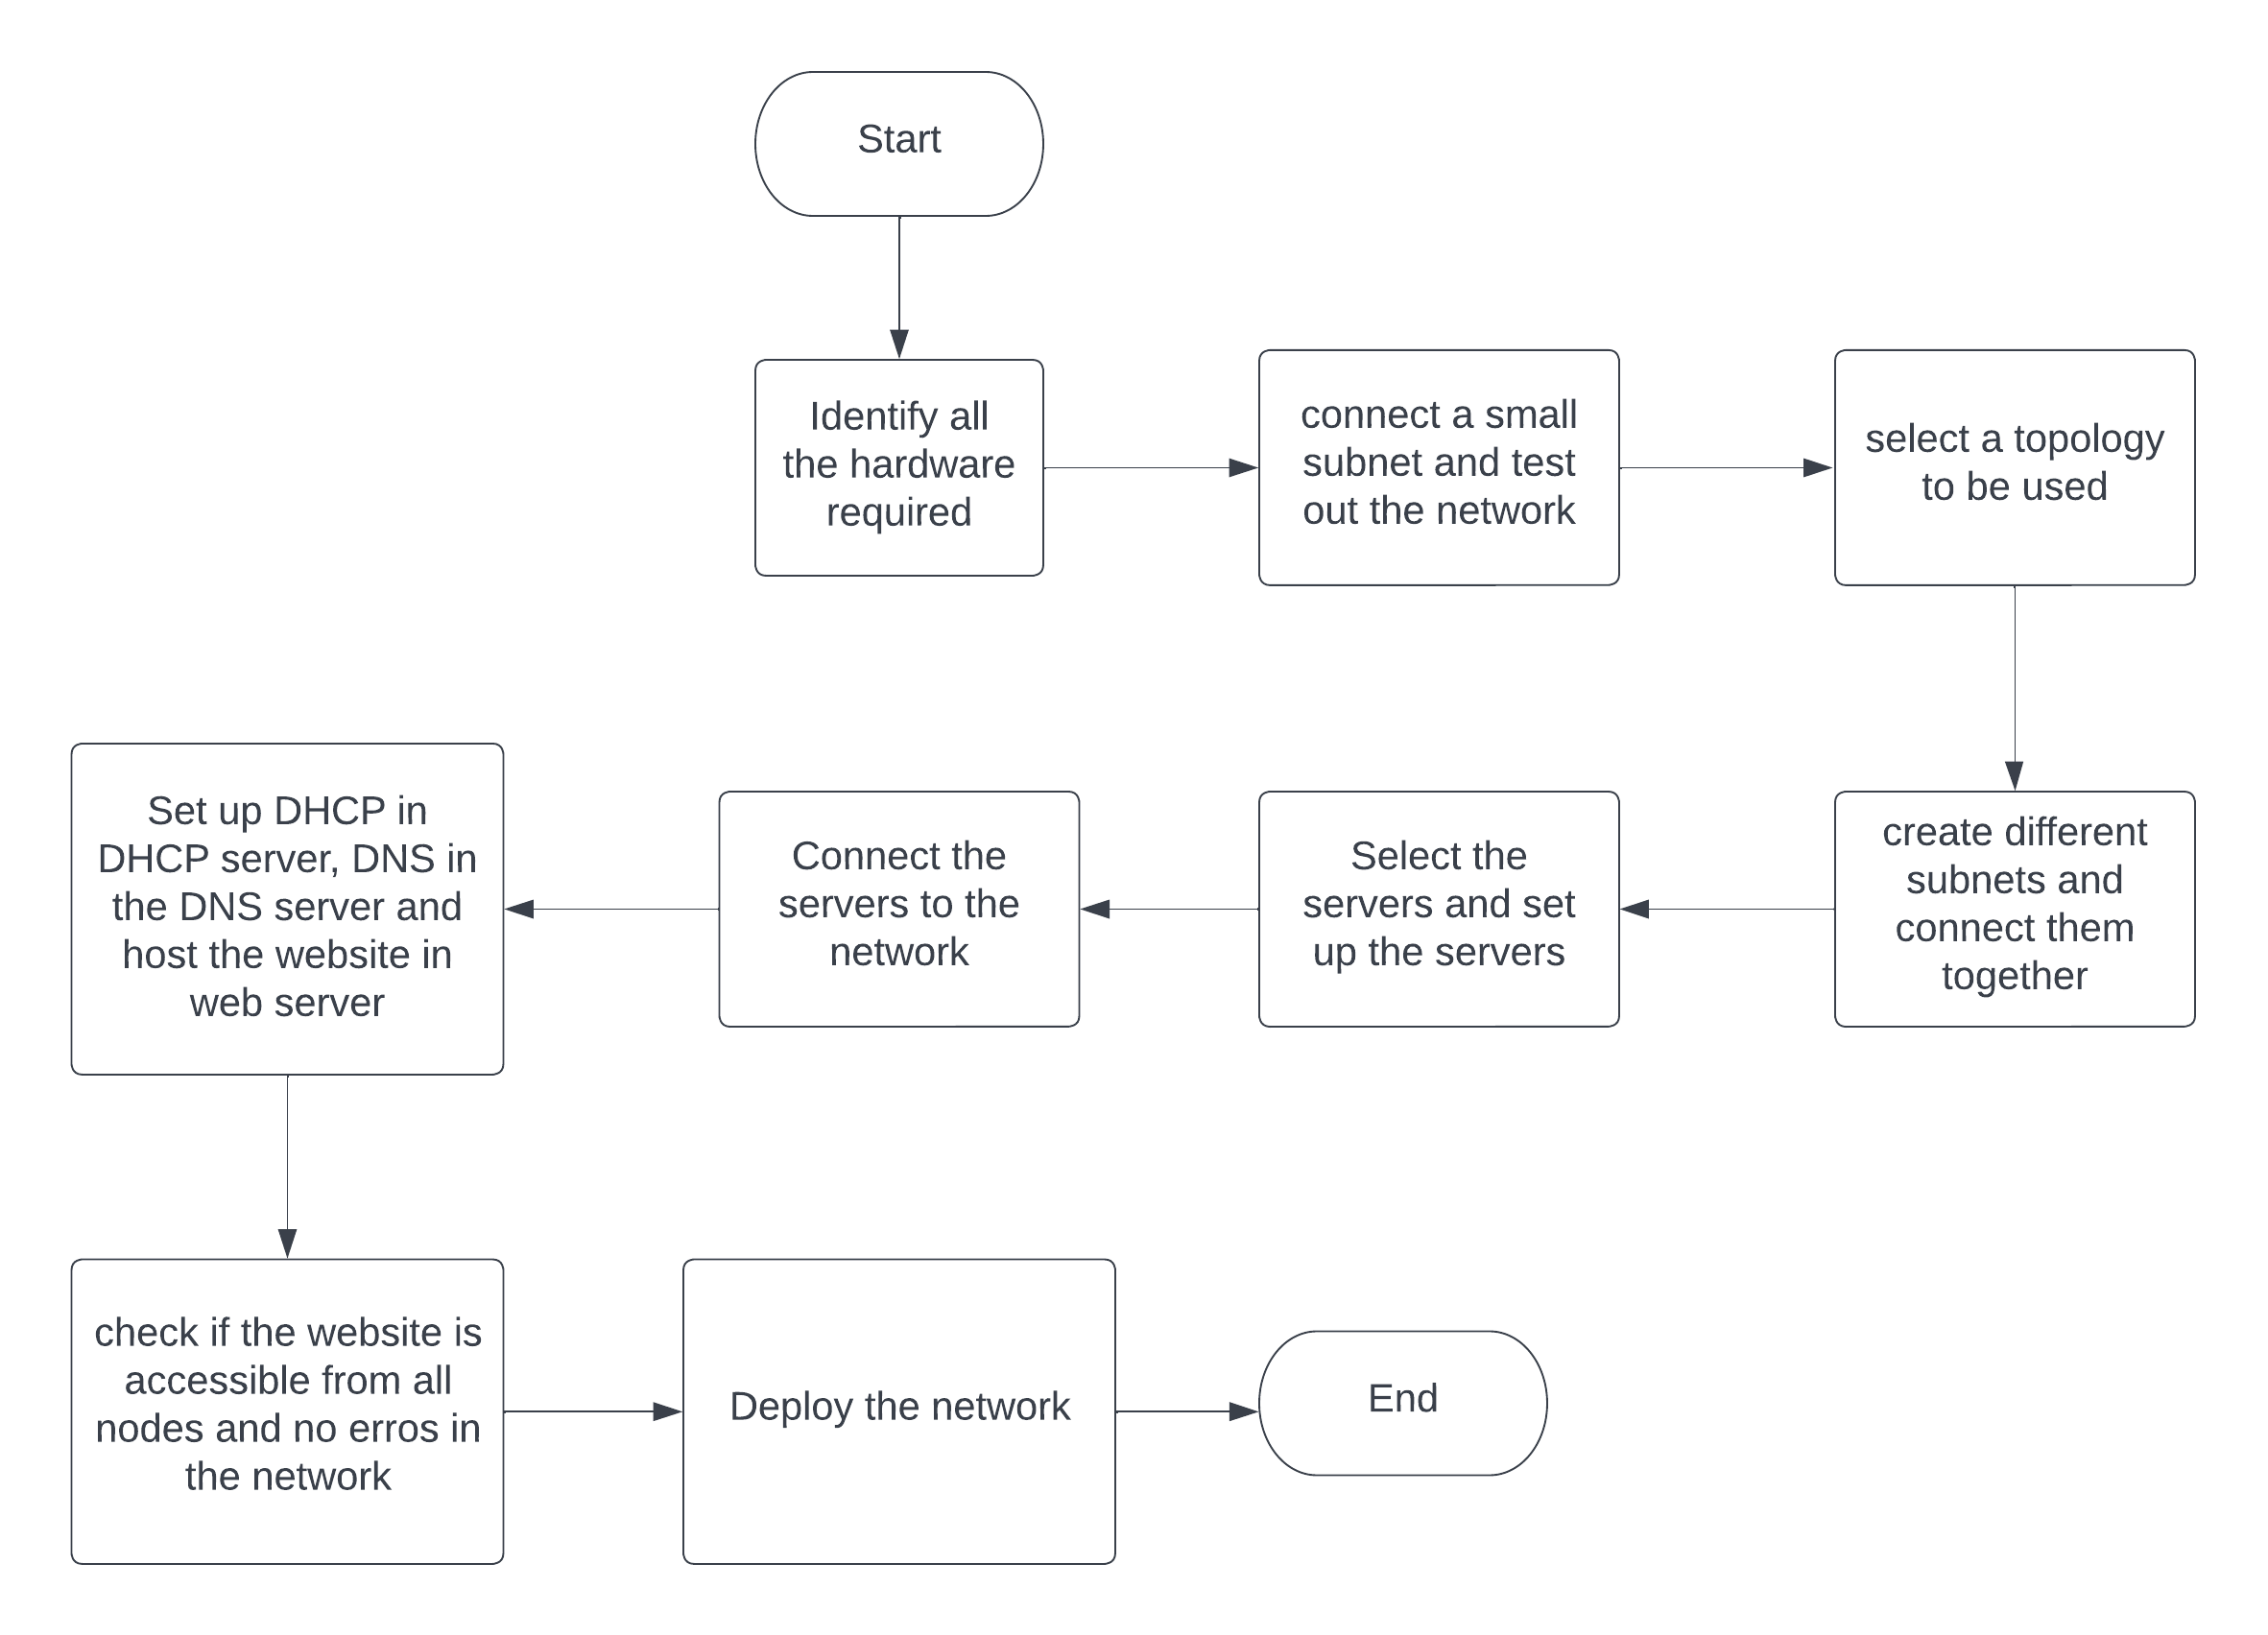 Start
Identify all
the hardware
required
connect a small
subnet and test
out the network
select a topology
to be used
create different
subnets and
connect them
together
Select the
servers and set
up the servers
Connect the
servers to the
network
Set up DHCP in
DHCP server, DNS in
the DNS server and
host the website in
web server
check if the website is
accessible from all
nodes and no erros in
the network
Deploy the network
End